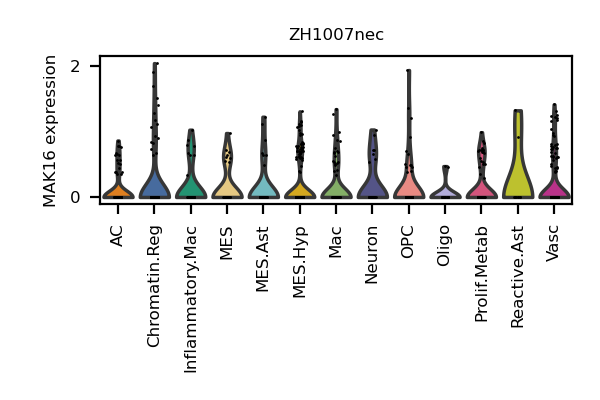 ZH1007nec
MAK16 expression
2
0
AC
Chromatin.Reg
Inflammatory.Mac
MES
MES.Ast
MES.Hyp
Mac
Neuron
OPC
Oligo
Prolif.Metab
Reactive.Ast
Vasc